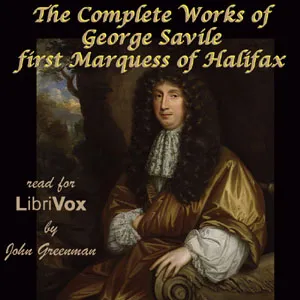 The Complete Works of
George Savile
first Marquess of Halifax
read for
LibriVox
by
John Greenman